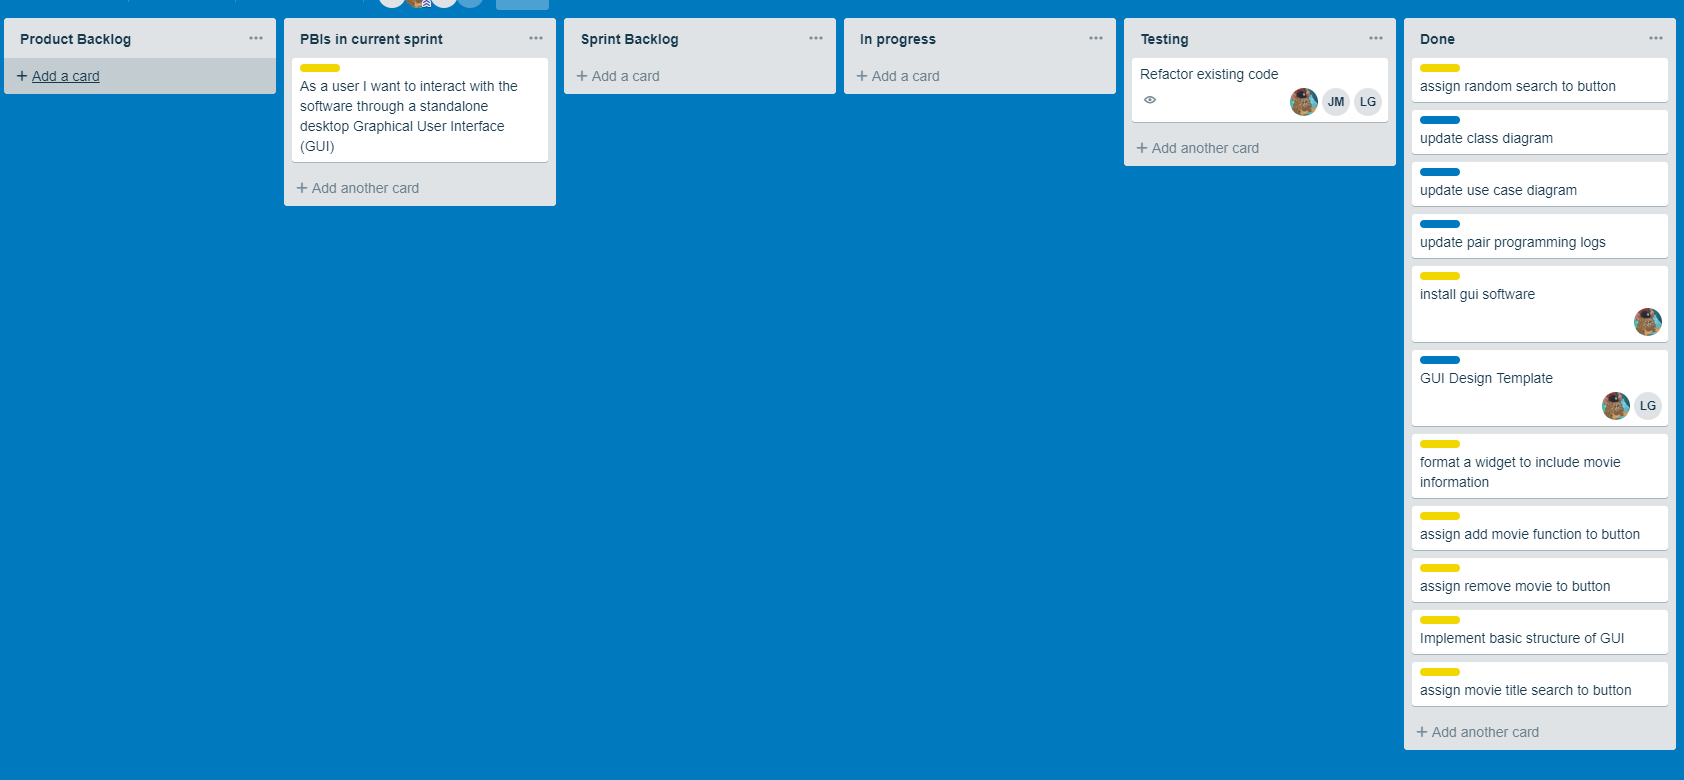 Product Backlog
+ Add a card
PBIs in current sprint
As a user I want to interact with the
software through a standalone
desktop Graphical User Interface
(GUI)
+ Add another card
Sprint Backlog
+ Add a card
In progress
+ Add a card
Testing
Refactor existing code
JM
LG
+ Add another card
Done
assign random search to button
update class diagram
update use case diagram
update pair programming logs
install gui software
GUI Design Template
LG
format a widget to include movie
information
assign add movie function to button
assign remove movie to button
Implement basic structure of GUI
assign movie title search to button
+ Add another card